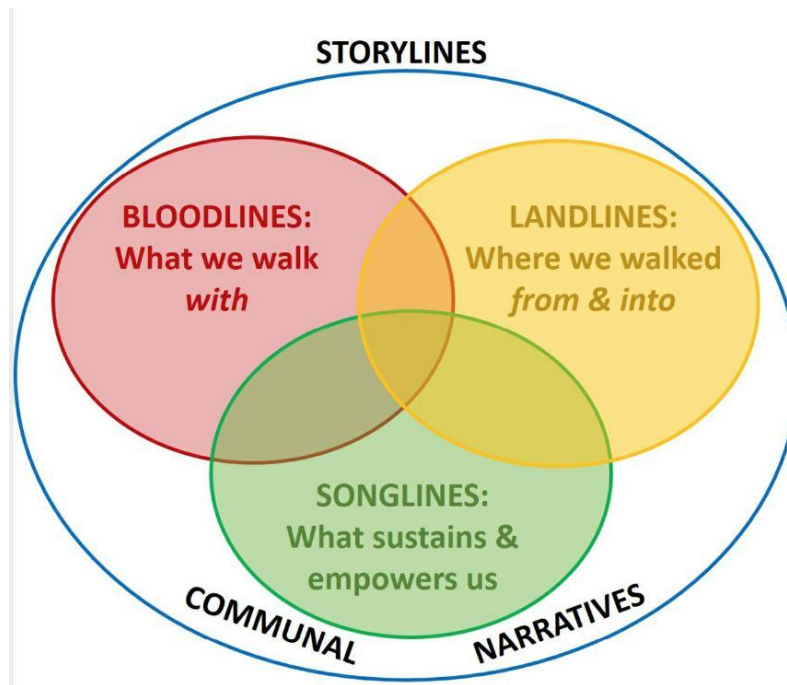 STORYLINES
BLOODLINES:
What we walk
with
LANDLINES:
Where we walked
from & into
SONGLINES:
What sustains &
empowers us
COMMUNAL
NARRATIVES